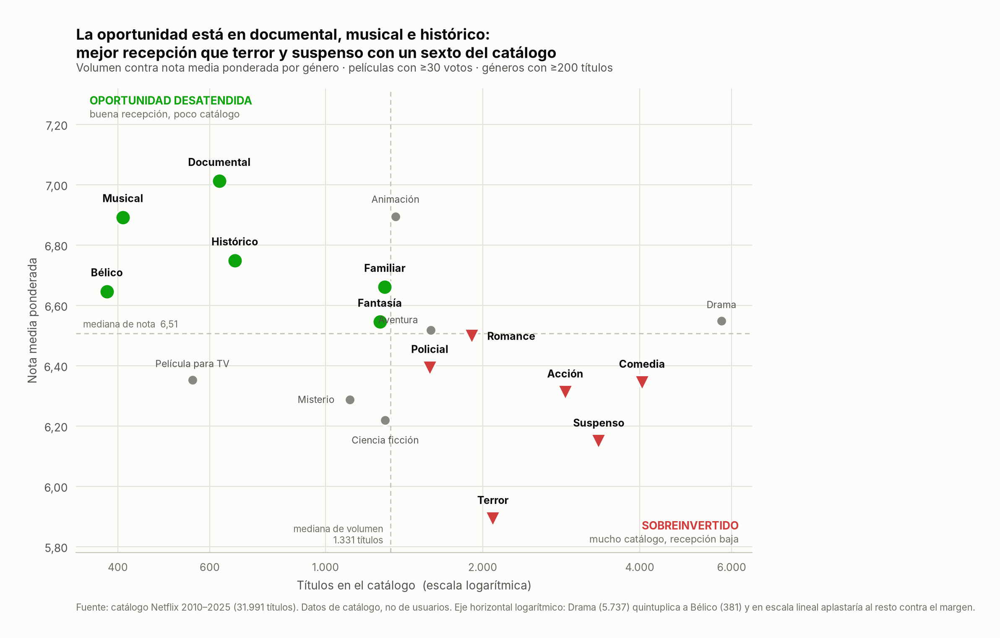 La oportunidad está en documental, musical e histórico:
mejor recepción que terror y suspenso con un sexto del catálogo
Volumen contra nota media ponderada por género · películas con ≥30 votos · géneros con ≥200 títulos
OPORTUNIDAD DESATENDIDA
buena recepción, poco catálogo
7,20
Documental
7,00
Musical
Animación
6,80
Histórico
Familiar
Bélico
Nota media ponderada
6,60
Fantasía
Drama
mediana de nota 6,51
Aventura
Romance
Policial
6,40
Película para TV
Comedia
Acción
Misterio
6,20
Suspenso
Ciencia ficción
6,00
Terror
mediana de volumen
1.331 títulos
SOBREINVERTIDO
mucho catálogo, recepción baja
5,80
400 600 1.000 2.000 4.000 6.000
Títulos en el catálogo (escala logarítmica)
Fuente: catálogo Netflix 2010–2025 (31.991 títulos). Datos de catálogo, no de usuarios. Eje horizontal logarítmico: Drama (5.737) quintuplica a Bélico (381) y en escala lineal aplastaría al resto contra el margen.